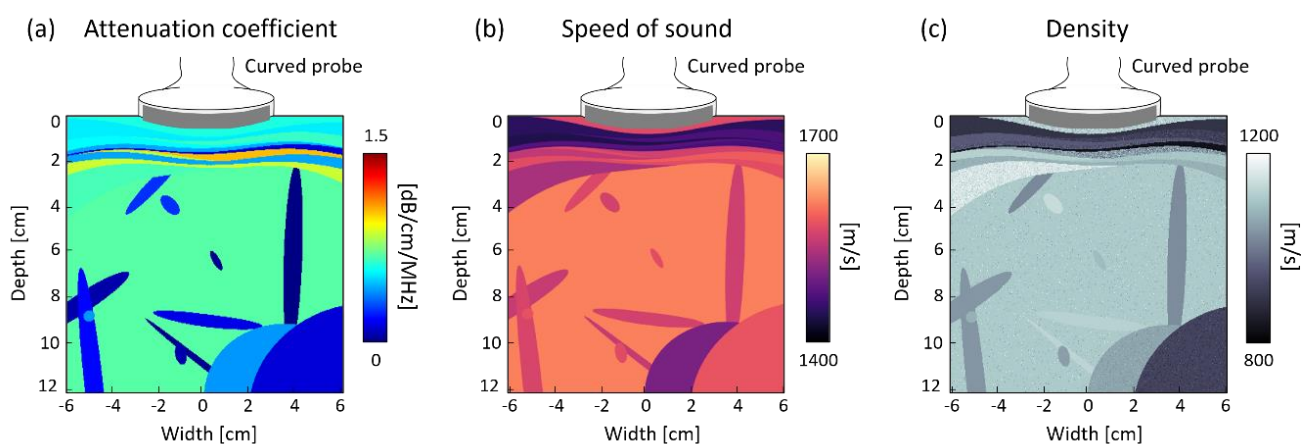 (a) Attenuation coefficient
Curved probe
0
2
4
6
8
10
12
Depth [cm]
-6 -4 -2 0 2 4 6
Width [cm]
1.5
0
[dB/cm/MHz]
(b) Speed of sound
Curved probe
0
2
4
6
8
10
12
Depth [cm]
-6 -4 -2 0 2 4 6
Width [cm]
1700
1400
[m/s]
(c) Density
Curved probe
0
2
4
6
8
10
12
Depth [cm]
-6 -4 -2 0 2 4 6
Width [cm]
1200
800
[m/s]